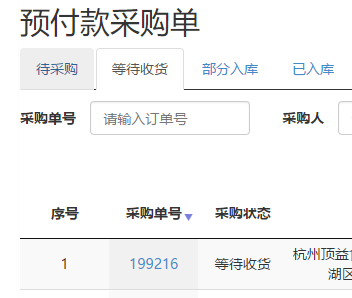 预付款采购单
待采购 等待收货 部分入库 已入库
采购单号 请输入订单号 采购人 请
序号 采购单号 采购状态
1 199216 等待收货 杭州顶益
湖区